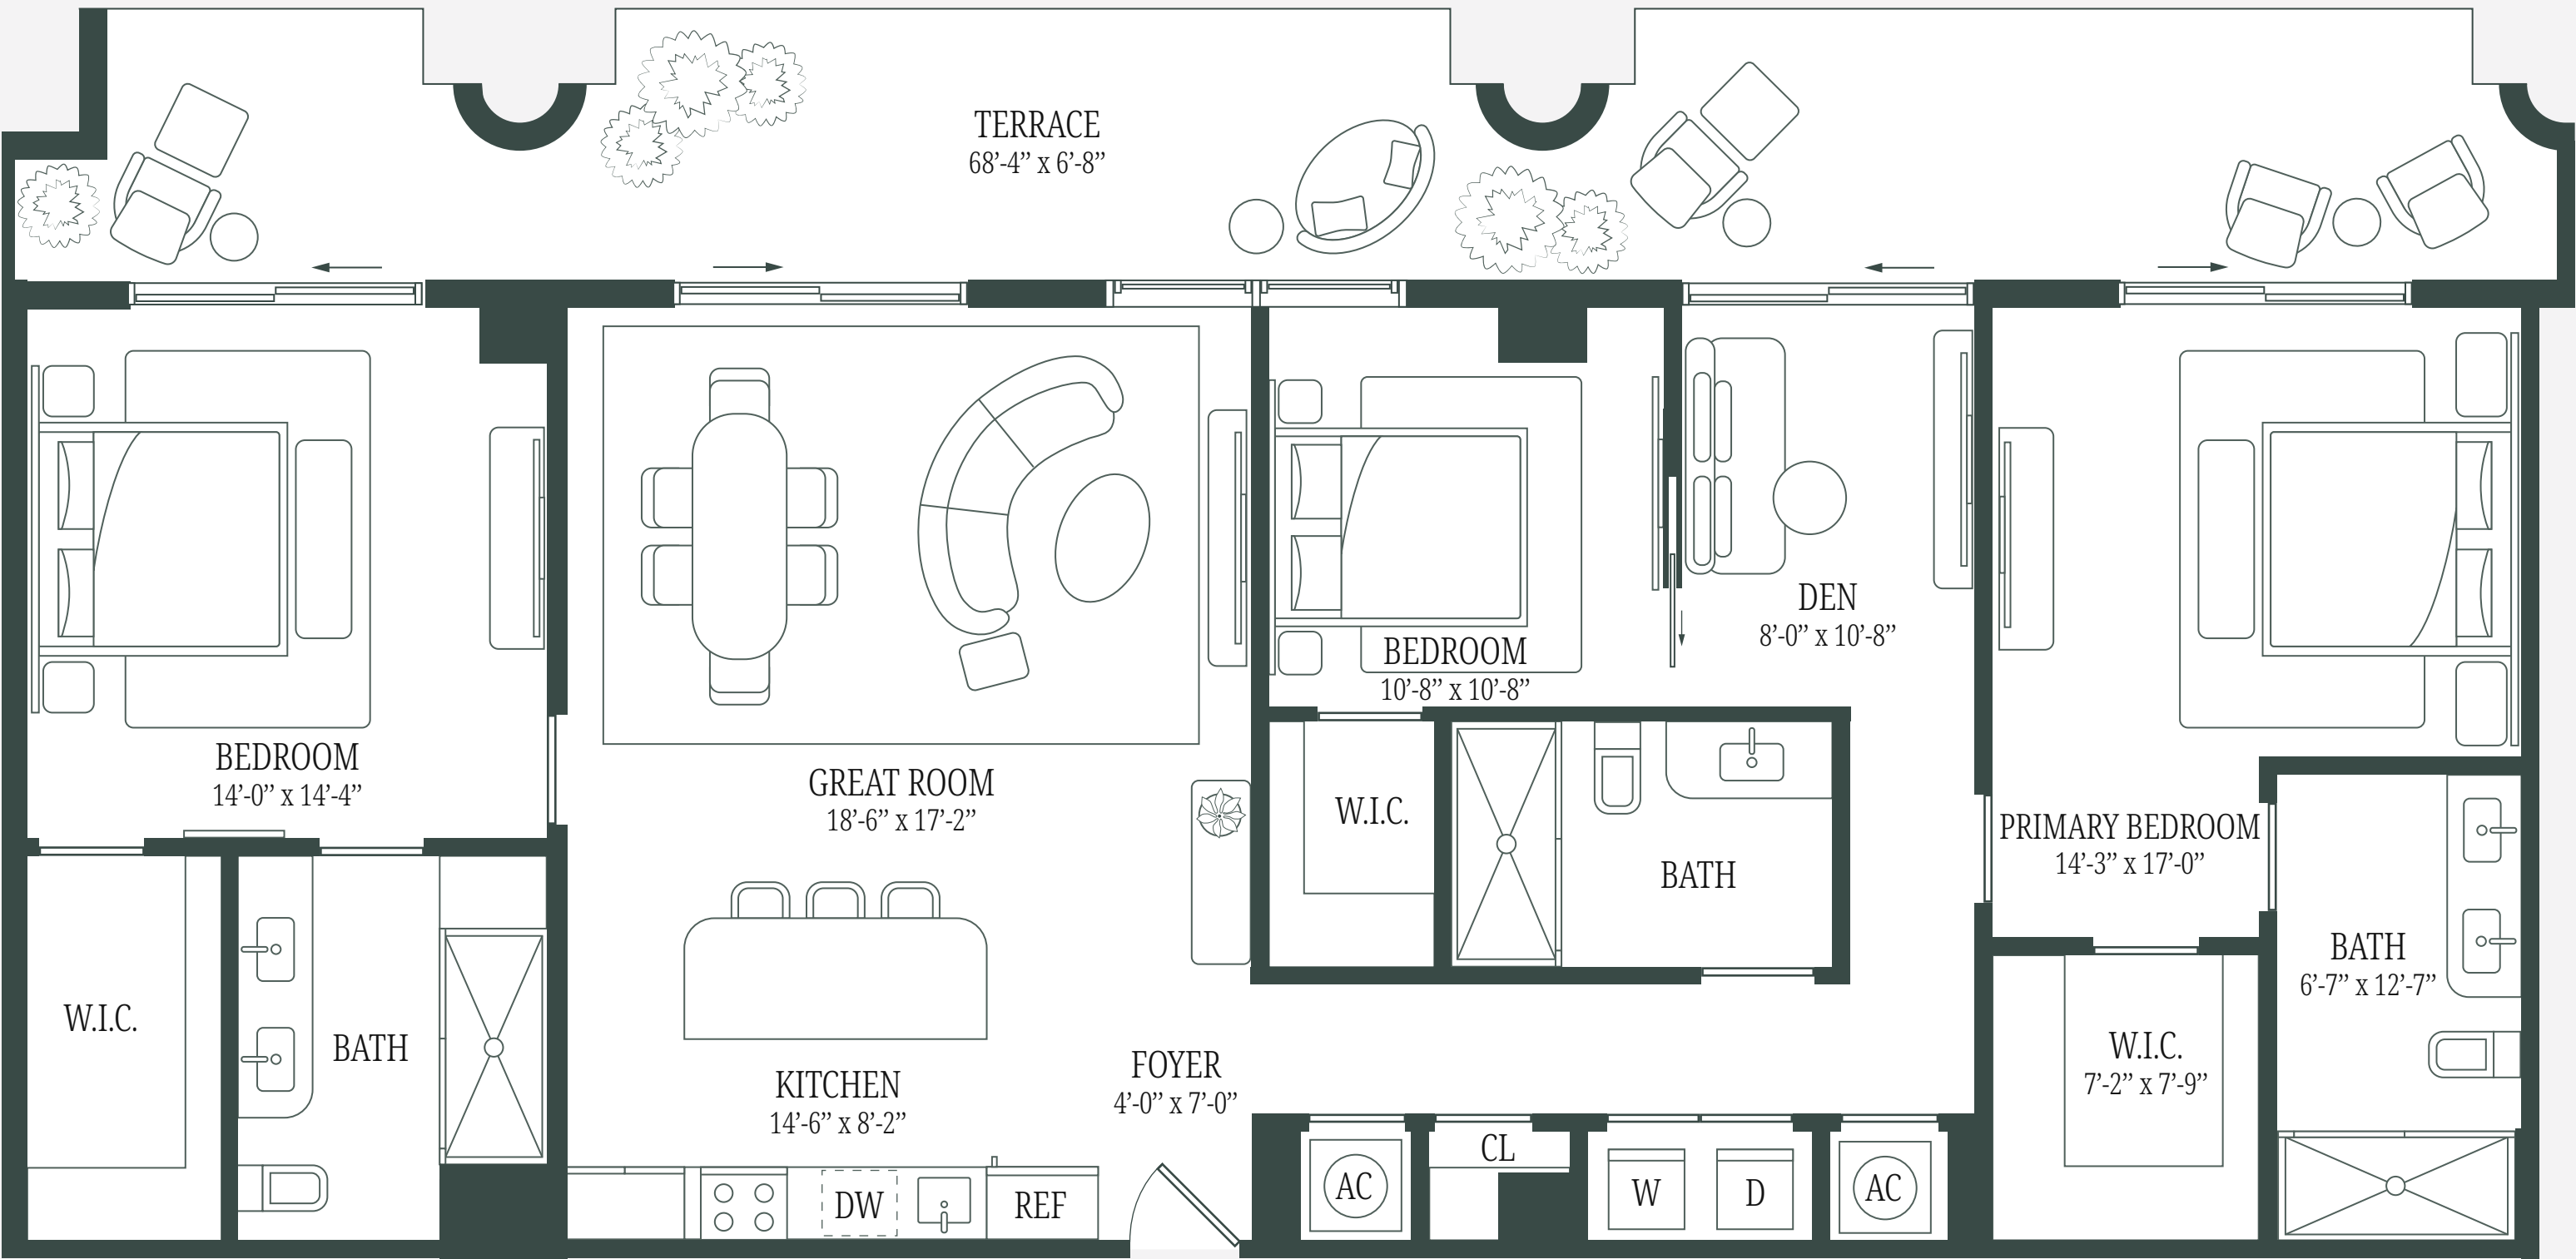 TERRACE
68’-4” x 6’-8”
BEDROOM
14’-0” x 14’-4”
GREAT ROOM
18’-6” x 17’-2”
BEDROOM
10’-8” x 10’-8”
DEN
8’-0” x 10’-8”
PRIMARY BEDROOM
14’-3” x 17’-0”
W.I.C.
BATH
BATH
6’-7” x 12’-7”
W.I.C.
BATH
KITCHEN
14’-6” x 8’-2”
FOYER
4’-0” x 7’-0”
W.I.C.
7’-2” x 7’-9”
DW
REF
AC
CL
W
D
AC